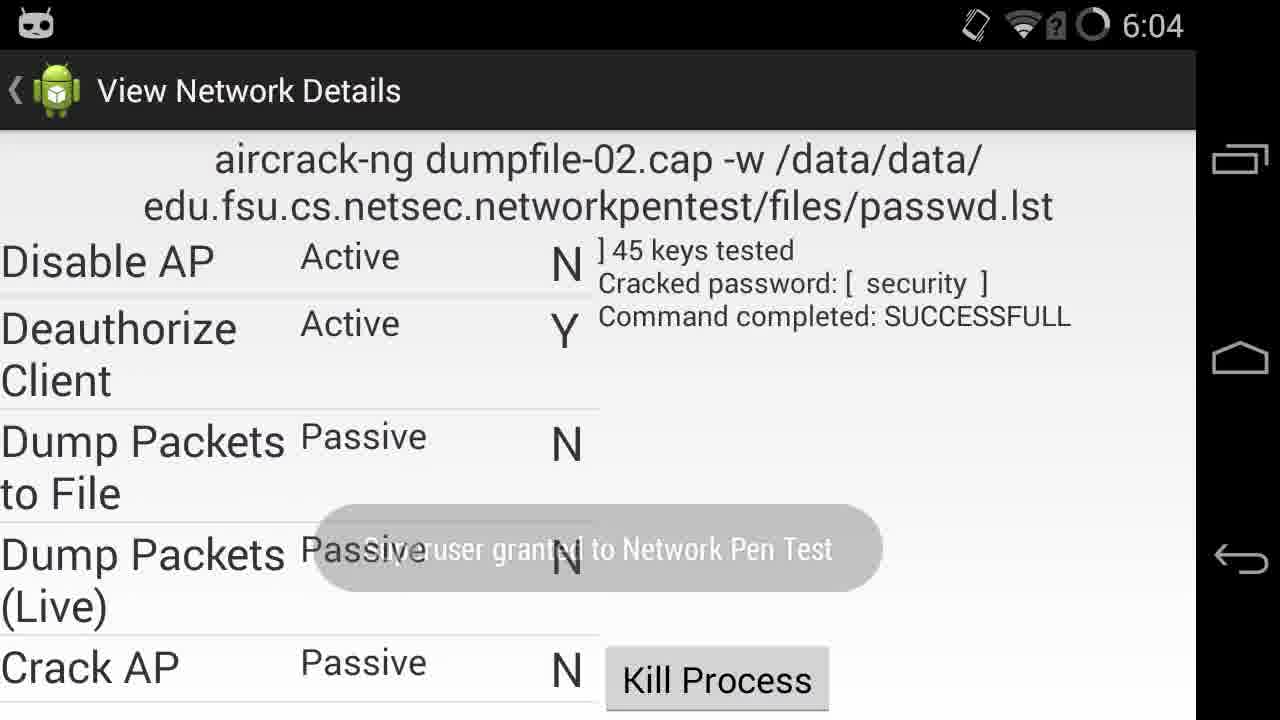 6:04
View Network Details
aircrack-ng dumpfile-02.cap -w /data/data/
edu.fsu.cs.netsec.networkpentest/files/passwd.lst
Disable AP Active N
Deauthorize Active Y
Client
Dump Packets Passive N
to File
Dump Packets Passive N
(Live)
Crack AP Passive N
] 45 keys tested
Cracked password: [ security ]
Command completed: SUCCESSFULL
Superuser granted to Network Pen Test
Kill Process